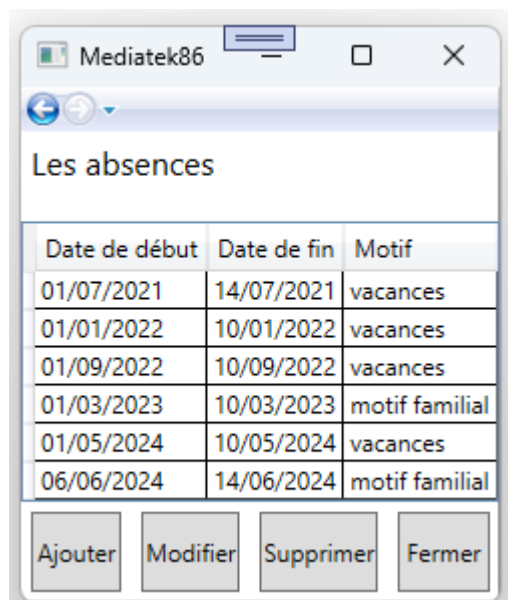 Mediatek86
Les absences
Date de début Date de fin Motif
01/07/2021 14/07/2021 vacances
01/01/2022 10/01/2022 vacances
01/09/2022 10/09/2022 vacances
01/03/2023 10/03/2023 motif familial
01/05/2024 10/05/2024 vacances
06/06/2024 14/06/2024 motif familial
Ajouter Modifier Supprimer Fermer